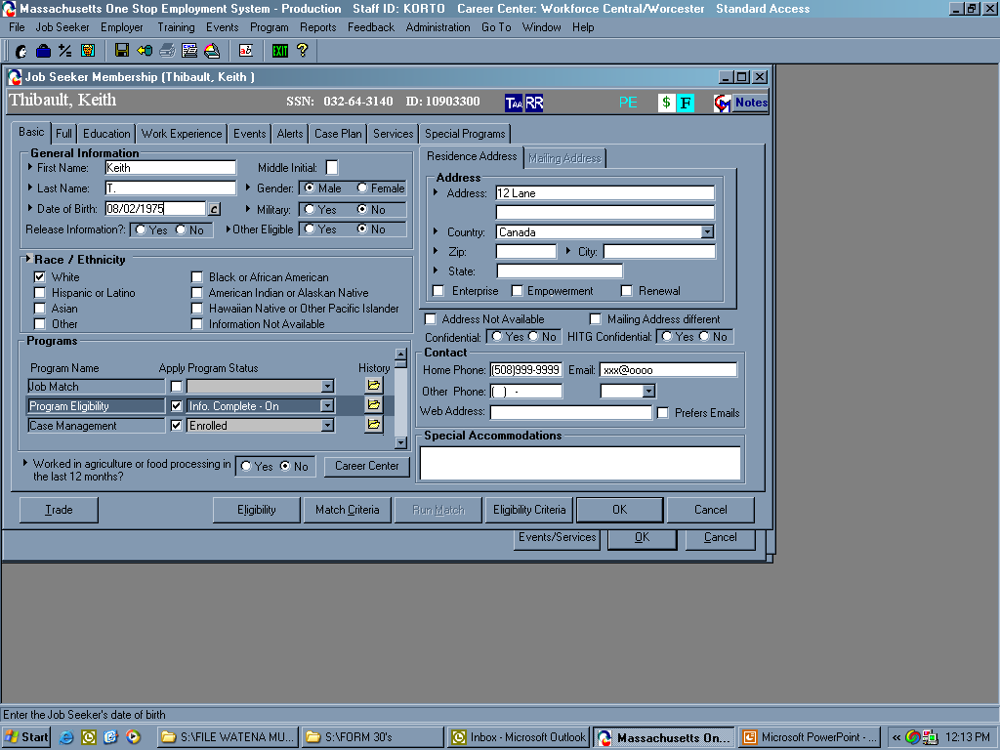 Massachusetts One Stop Employment System - Production Staff ID: KORTO Career Center: Workforce Central/Worcester Standard Access
File Job Seeker Employer Training Events Program Reports Feedback Administration Go To Window Help
Job Seeker Membership (Thibault, Keith )
Thibault, Keith SSN: 032-64-3140 ID: 10903300 TAA RR PE $ F Notes
Basic Full Education Work Experience Events Alerts Case Plan Services Special Programs
General Information
First Name: Keith Middle Initial:
Last Name: T. Gender: Male Female
Date of Birth: 08/02/1975 c Military: Yes No
Release Information?: Yes No Other Eligible Yes No
Race / Ethnicity
White Black or African American
Hispanic or Latino American Indian or Alaskan Native
Asian Hawaiian Native or Other Pacific Islander
Other Information Not Available
Programs
Program Name Apply Program Status History
Job Match
Program Eligibility Info. Complete - On
Case Management Enrolled
Worked in agriculture or food processing in
the last 12 months? Yes No Career Center
Residence Address Mailing Address
Address
Address: 12 Lane
Country: Canada
Zip: City:
State:
Enterprise Empowerment Renewal
Address Not Available Mailing Address different
Confidential: Yes No HITG Confidential: Yes No
Contact
Home Phone: (508)999-9999 Email: xxx@oooo
Other Phone: ( ) -
Web Address: Prefers Emails
Special Accommodations
Trade Eligibility Match Criteria Run Match Eligibility Criteria OK Cancel
Events/Services OK Cancel
Enter the Job Seeker's date of birth
Start S:\FILE WATENA MU... S:\FORM 30's Inbox - Microsoft Outlook Massachusetts On... Microsoft PowerPoint - ... « 12:13 PM